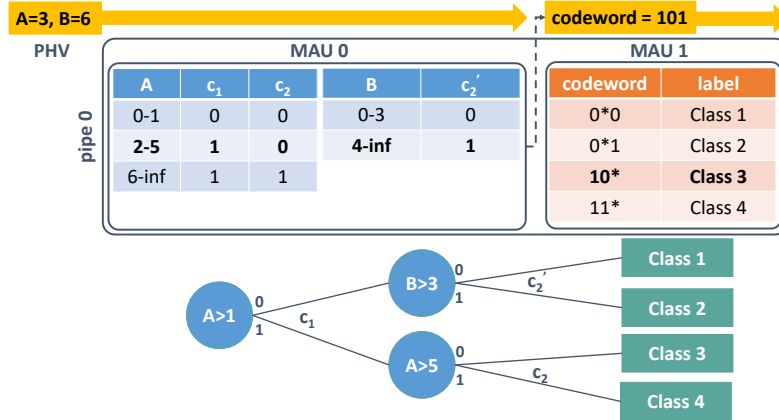 A=3, B=6
codeword = 101
PHV
MAU 0
MAU 1
pipe 0
A c₁ c₂ B c₂′
0-1 0 0 0-3 0
2-5 1 0 4-inf 1
6-inf 1 1
codeword label
0*0 Class 1
0*1 Class 2
10* Class 3
11* Class 4
A>1
0
1
c₁
B>3
0
1
c₂′
A>5
0
1
c₂
Class 1
Class 2
Class 3
Class 4